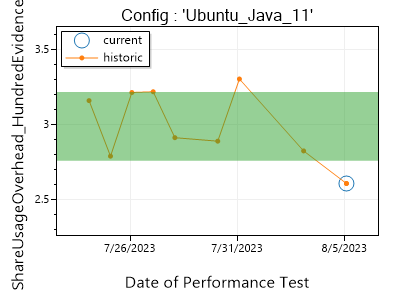 Config : 'Ubuntu_Java_11'
current
historic
ShareUsageOverhead_HundredEvidence
3.5
3
2.5
7/26/2023
7/31/2023
8/5/2023
Date of Performance Test